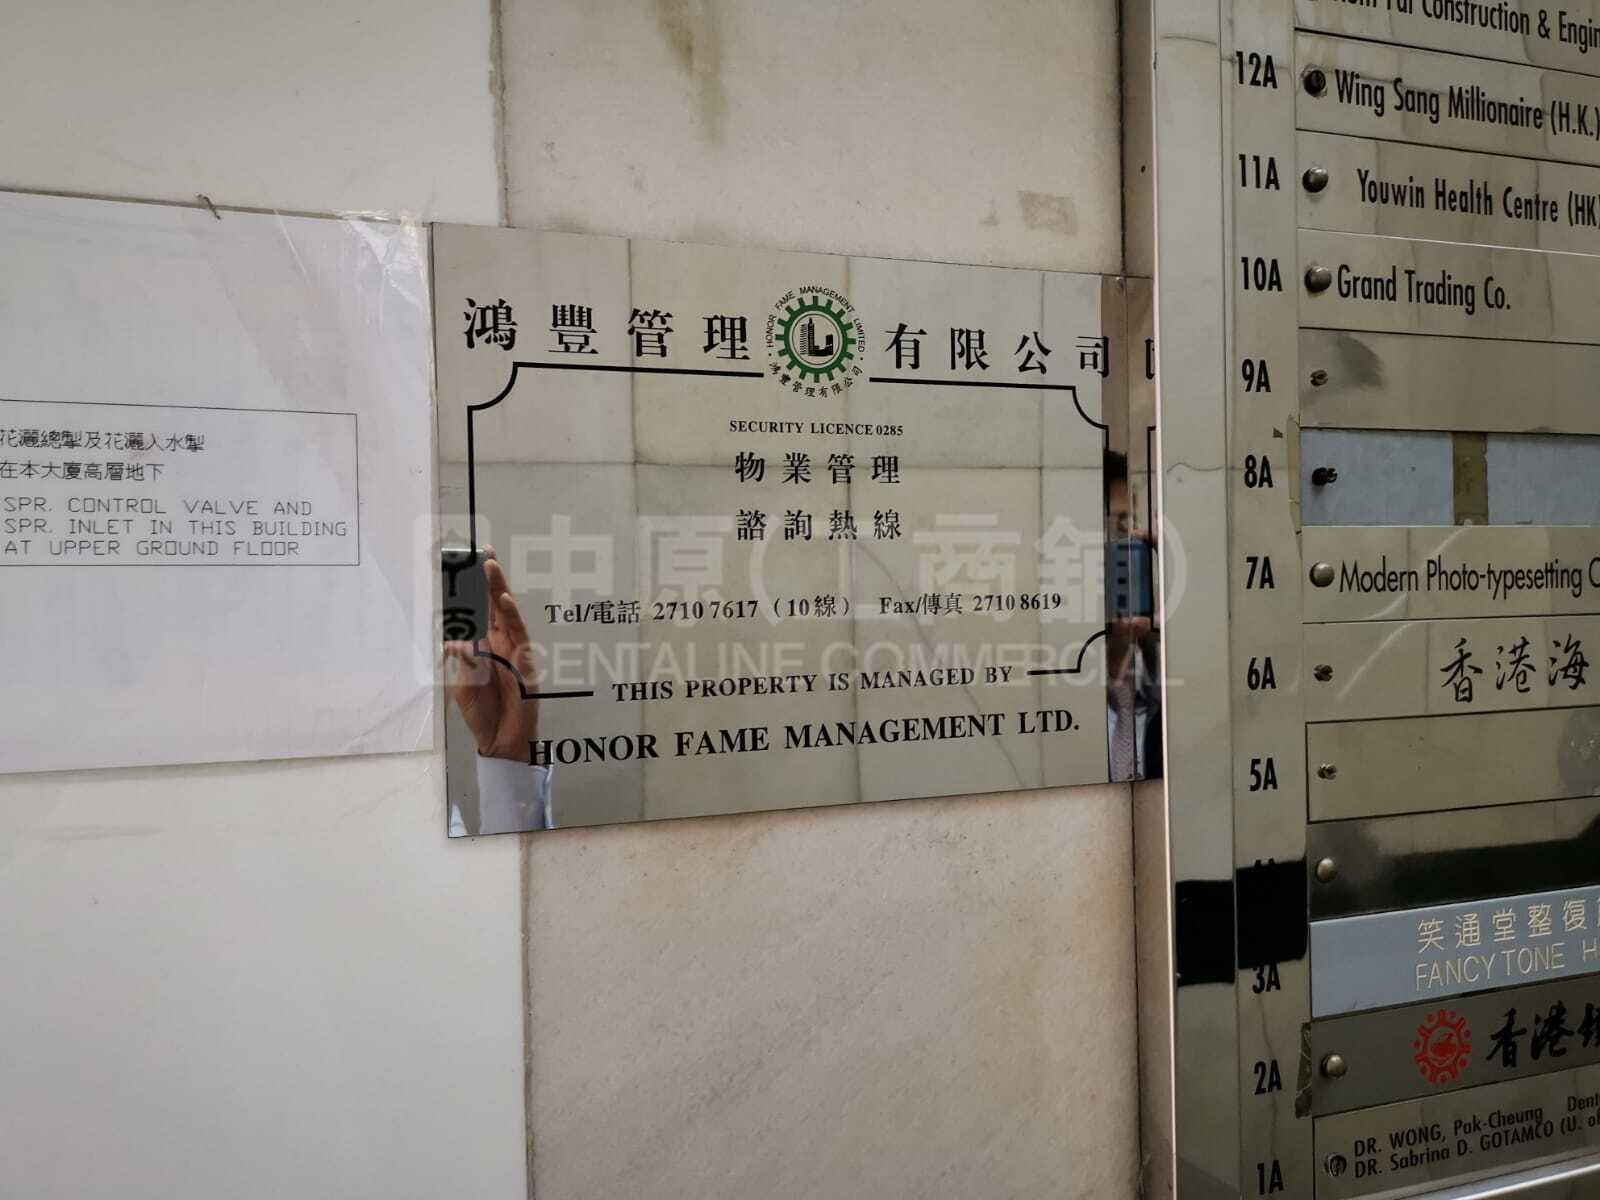 花灑總掣及花灑入水掣
在本大廈高層地下
SPR. CONTROL VALVE AND
SPR. INLET IN THIS BUILDING
AT UPPER GROUND FLOOR
鴻豐管理有限公司
HONOR FAME MANAGEMENT LIMITED
鴻豐管理有限公司
SECURITY LICENCE 0285
物業管理
諮詢熱線
Tel/電話 2710 7617（10線） Fax/傳真 2710 8619
THIS PROPERTY IS MANAGED BY
HONOR FAME MANAGEMENT LTD.
中原(工商舖)
CENTALINE COMMERCIAL
Construction &
12A Wing Sang Millionaire (H.K.)
11A Youwin Health Centre (HK)
10A Grand Trading Co.
9A
8A
7A Modern Photo-typesetting
6A 香港海
5A
笑通堂整復
FANCY TONE
3A
2A 香港
1A DR. WONG, Pak-Cheung
DR. Sabrina D. GOTAMCO (U.